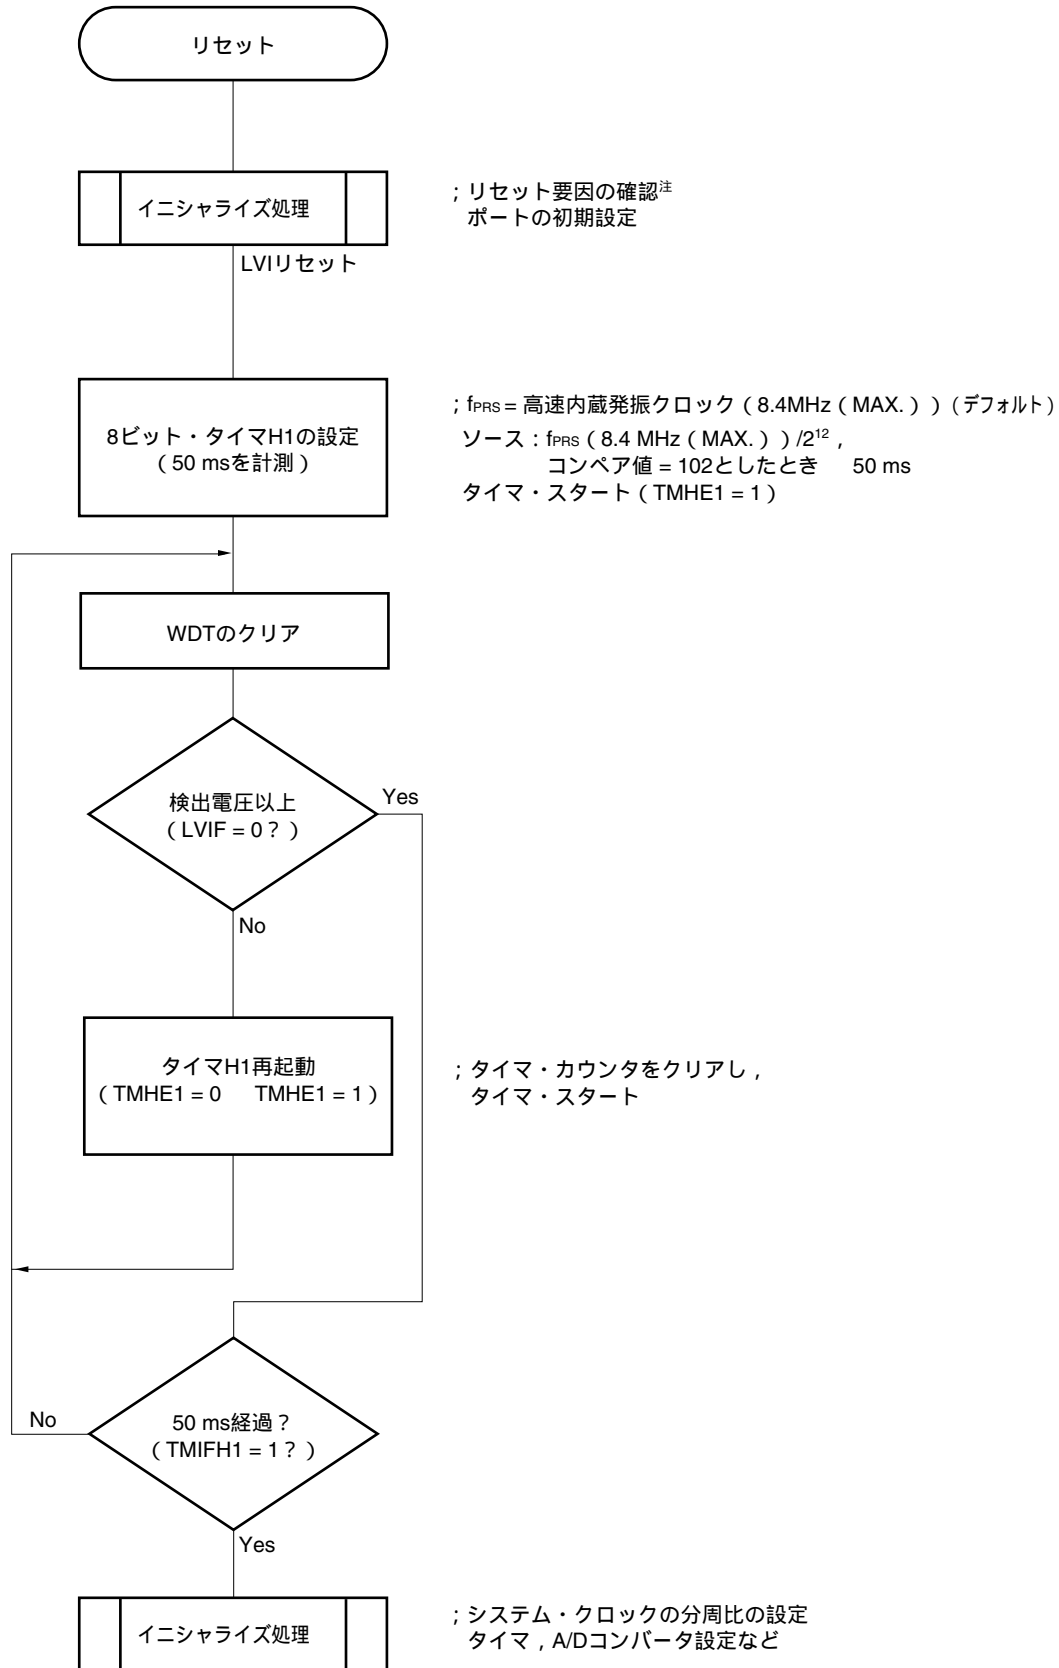 リセット
イニシャライズ処理
；リセット要因の確認注
ポートの初期設定
LVIリセット
8ビット・タイマH1の設定
（50 msを計測）
；fPRS = 高速内蔵発振クロック（8.4MHz（MAX.））（デフォルト）
ソース：fPRS（8.4 MHz（MAX.））/2¹²，
コンペア値 = 102としたとき　50 ms
タイマ・スタート（TMHE1 = 1）
WDTのクリア
検出電圧以上
（LVIF = 0？）
Yes
No
タイマH1再起動
（TMHE1 = 0　TMHE1 = 1）
；タイマ・カウンタをクリアし，
タイマ・スタート
50 ms経過？
（TMIFH1 = 1？）
No
Yes
イニシャライズ処理
；システム・クロックの分周比の設定
タイマ，A/Dコンバータ設定など